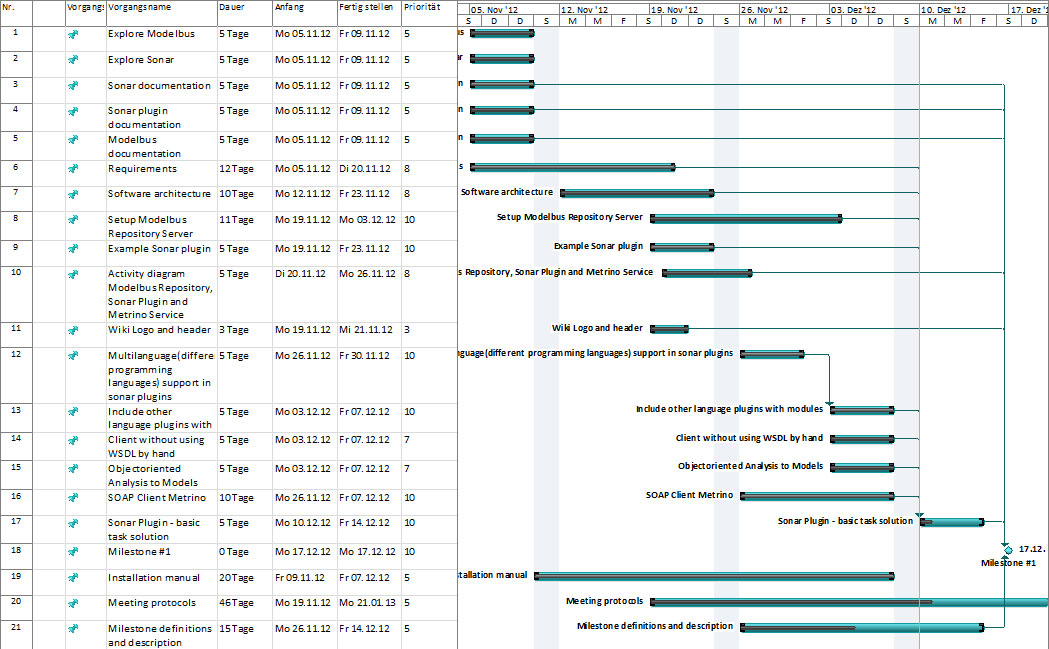 Nr. Vorgangs Vorgangsname Dauer Anfang Fertig stellen Priorität
05. Nov '12 12. Nov '12 19. Nov '12 26. Nov '12 03. Dez '12 10. Dez '12 17. Dez '1
S D D S M M F S D D S M M F S D D S M M F S D
1 Explore Modelbus 5 Tage Mo 05.11.12 Fr 09.11.12 5
2 Explore Sonar 5 Tage Mo 05.11.12 Fr 09.11.12 5
3 Sonar documentation 5 Tage Mo 05.11.12 Fr 09.11.12 5
4 Sonar plugin 5 Tage Mo 05.11.12 Fr 09.11.12 5
documentation
5 Modelbus 5 Tage Mo 05.11.12 Fr 09.11.12 5
documentation
6 Requirements 12 Tage Mo 05.11.12 Di 20.11.12 8
7 Software architecture 10 Tage Mo 12.11.12 Fr 23.11.12 8 Software architecture
8 Setup Modelbus 11 Tage Mo 19.11.12 Mo 03.12.12 10 Setup Modelbus Repository Server
Repository Server
9 Example Sonar plugin 5 Tage Mo 19.11.12 Fr 23.11.12 10 Example Sonar plugin
10 Activity diagram 5 Tage Di 20.11.12 Mo 26.11.12 8 s Repository, Sonar Plugin and Metrino Service
Modelbus Repository,
Sonar Plugin and
Metrino Service
11 Wiki Logo and header 3 Tage Mo 19.11.12 Mi 21.11.12 3 Wiki Logo and header
12 Multilanguage(differe 5 Tage Mo 26.11.12 Fr 30.11.12 10 nguage(different programming languages) support in sonar plugins
programming
languages) support in
sonar plugins
13 Include other 5 Tage Mo 03.12.12 Fr 07.12.12 10 Include other language plugins with modules
language plugins with
14 Client without using 5 Tage Mo 03.12.12 Fr 07.12.12 7 Client without using WSDL by hand
WSDL by hand
15 Objectoriented 5 Tage Mo 03.12.12 Fr 07.12.12 7 Objectoriented Analysis to Models
Analysis to Models
16 SOAP Client Metrino 10 Tage Mo 26.11.12 Fr 07.12.12 10 SOAP Client Metrino
17 Sonar Plugin - basic 5 Tage Mo 10.12.12 Fr 14.12.12 10 Sonar Plugin - basic task solution
task solution
18 Milestone #1 0 Tage Mo 17.12.12 Mo 17.12.12 10 17.12.
Milestone #1
19 Installation manual 20 Tage Fr 09.11.12 Fr 07.12.12 5 stallation manual
20 Meeting protocols 46 Tage Mo 19.11.12 Mo 21.01.13 5 Meeting protocols
21 Milestone definitions 15 Tage Mo 26.11.12 Fr 14.12.12 5 Milestone definitions and description
and description